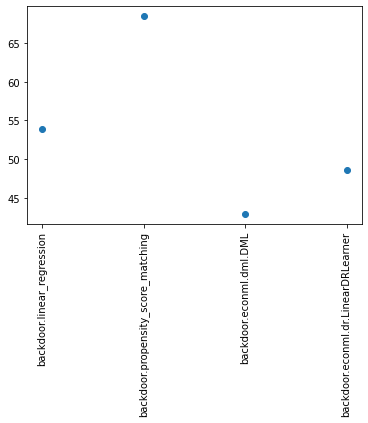 65
60
55
50
45
backdoor.linear_regression
backdoor.propensity_score_matching
backdoor.econml.dml.DML
backdoor.econml.dr.LinearDRLearner